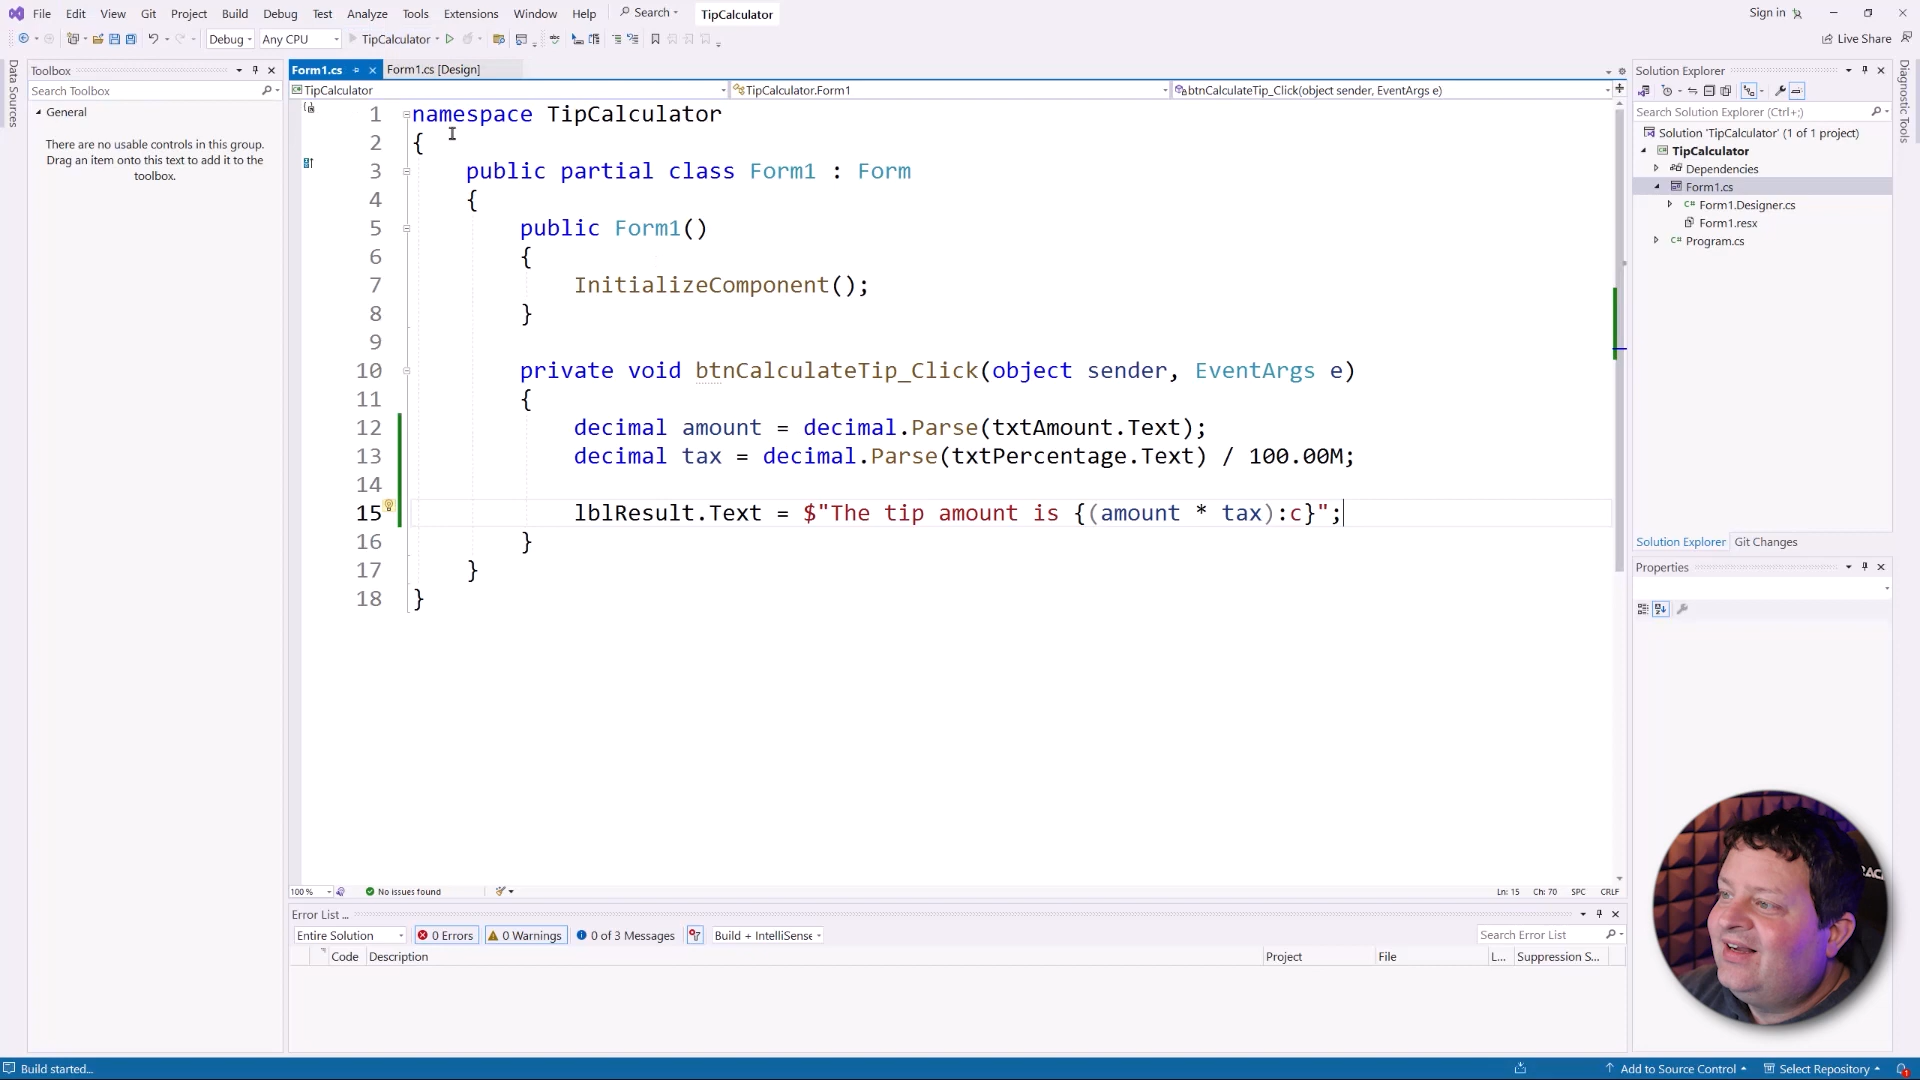 File Edit View Git Project Build Debug Test Analyze Tools Extensions Window Help Search TipCalculator Sign in
Debug Any CPU TipCalculator Live Share
Data Sources
Toolbox
Search Toolbox
General
There are no usable controls in this group.
Drag an item onto this text to add it to the
toolbox.
Form1.cs Form1.cs [Design]
TipCalculator TipCalculator.Form1 btnCalculateTip_Click(object sender, EventArgs e)
1 namespace TipCalculator
2 {
3 public partial class Form1 : Form
4 {
5 public Form1()
6 {
7 InitializeComponent();
8 }
9
10 private void btnCalculateTip_Click(object sender, EventArgs e)
11 {
12 decimal amount = decimal.Parse(txtAmount.Text);
13 decimal tax = decimal.Parse(txtPercentage.Text) / 100.00M;
14
15 lblResult.Text = $"The tip amount is {(amount * tax):c}";
16 }
17 }
18 }
100 % No issues found Ln: 15 Ch: 70 SPC CRLF
Error List ...
Entire Solution 0 Errors 0 Warnings 0 of 3 Messages Build + IntelliSense Search Error List
Code Description Project File L... Suppression S...
Solution Explorer
Search Solution Explorer (Ctrl+;)
Solution 'TipCalculator' (1 of 1 project)
TipCalculator
Dependencies
Form1.cs
C# Form1.Designer.cs
Form1.resx
C# Program.cs
Solution Explorer Git Changes
Properties
Diagnostic Tools
Build started... Add to Source Control Select Repository